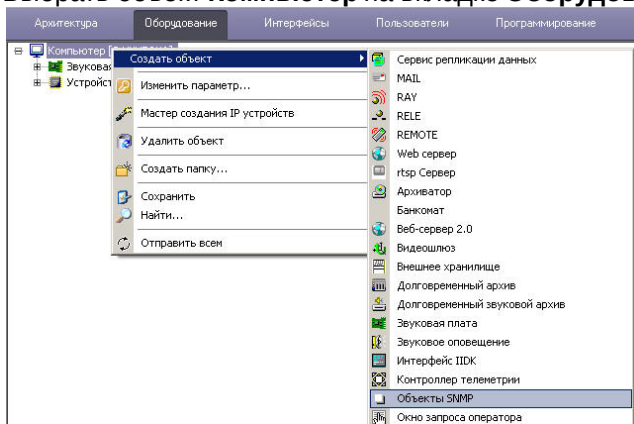 Выбрать объект Компьютер на вкладке Оборудов
Архитектура Оборудование Интерфейсы Пользователи Программирование
Компьютер
Звуковая
Устройст
Создать объект
Изменить параметр...
Мастер создания IP устройств
Удалить объект
Создать папку...
Сохранить
Найти...
Отправить всем
Сервис репликации данных
MAIL
RAY
RELE
REMOTE
Web сервер
rtsp Сервер
Архиватор
Банкомат
Веб-сервер 2.0
Видеошлюз
Внешнее хранилище
Долговременный архив
Долговременный звуковой архив
Звуковая плата
Звуковое оповещение
Интерфейс IIDK
Контроллер телеметрии
Объекты SNMP
Окно запроса оператора